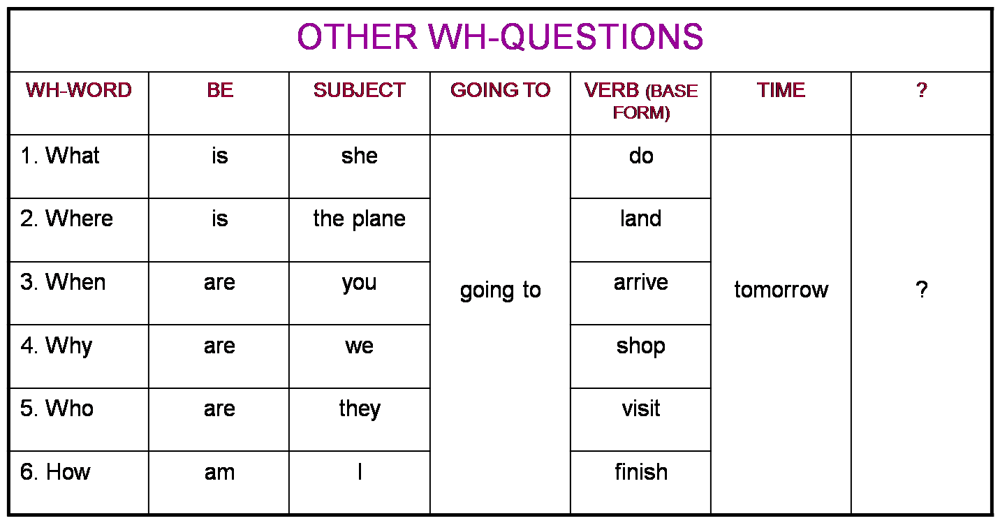 OTHER WH-QUESTIONS
WH-WORD BE SUBJECT GOING TO VERB (BASE FORM) TIME ?
1. What is she do
2. Where is the plane land
3. When are you going to arrive tomorrow ?
4. Why are we shop
5. Who are they visit
6. How am I finish